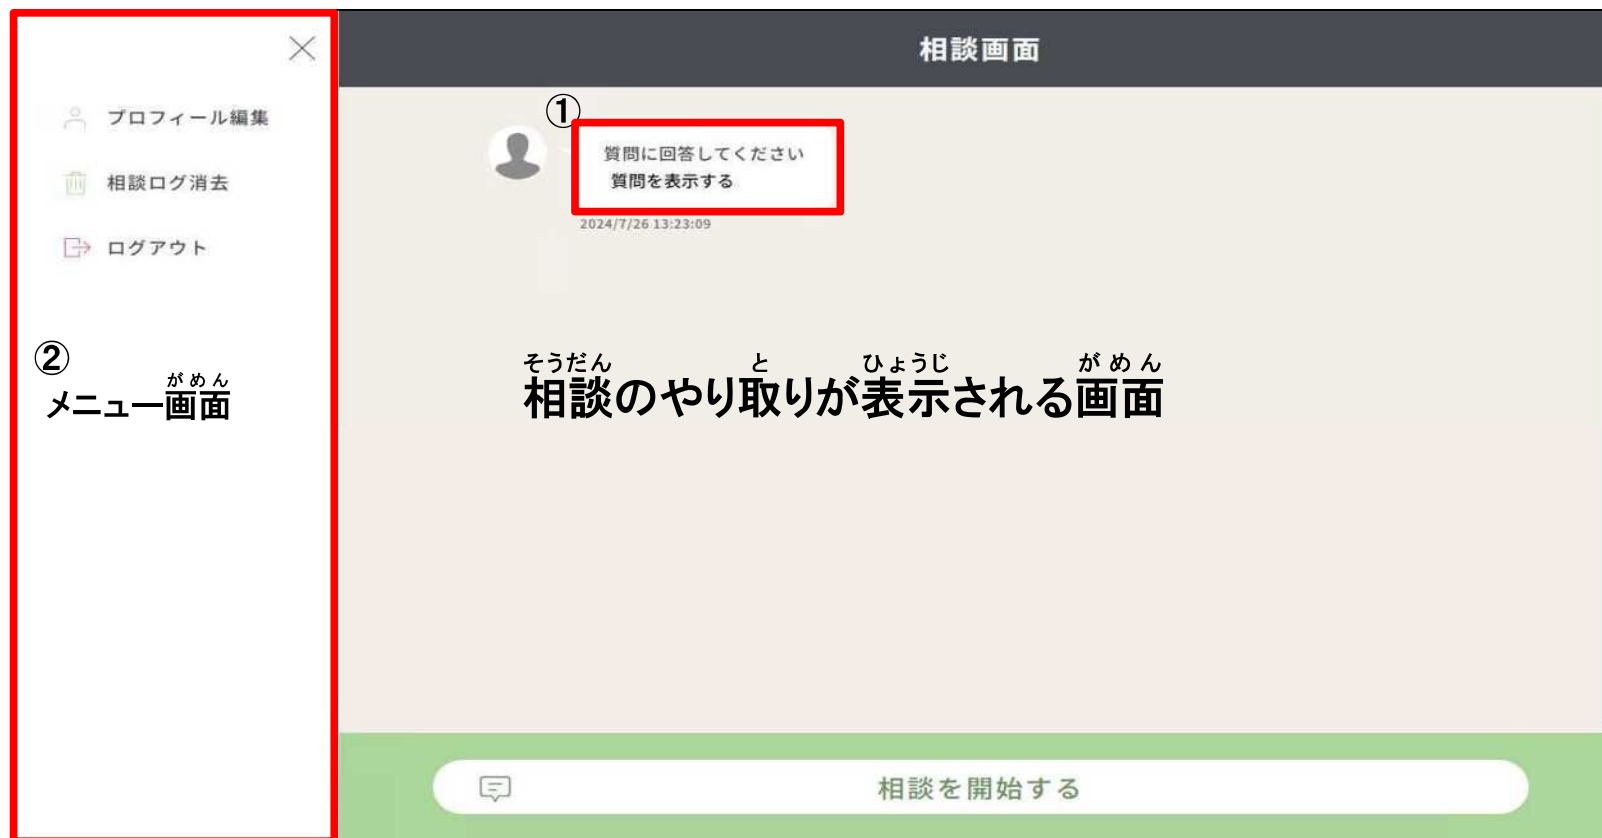 相談画面
プロフィール編集
相談ログ消去
ログアウト
②
がめん
メニュー画面
①
質問に回答してください
質問を表示する
2024/7/26 13:23:09
そうだん と ひょうじ がめん
相談のやり取りが表示される画面
相談を開始する